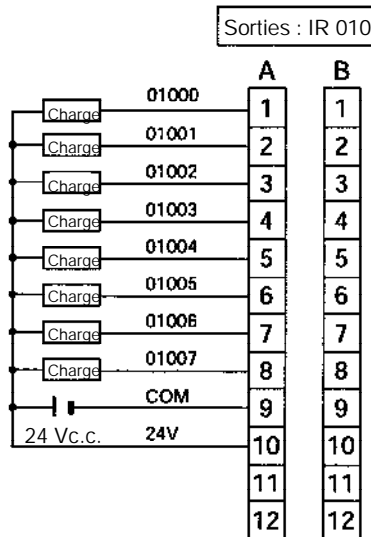 Sorties : IR 010
A B
01000 1 1
Charge
01001 2 2
Charge
01002 3 3
Charge
01003 4 4
Charge
01004 5 5
Charge
01005 6 6
Charge
01006 7 7
Charge
01007 8 8
Charge
COM 9 9
24 Vc.c. 24V 10 10
11 11
12 12